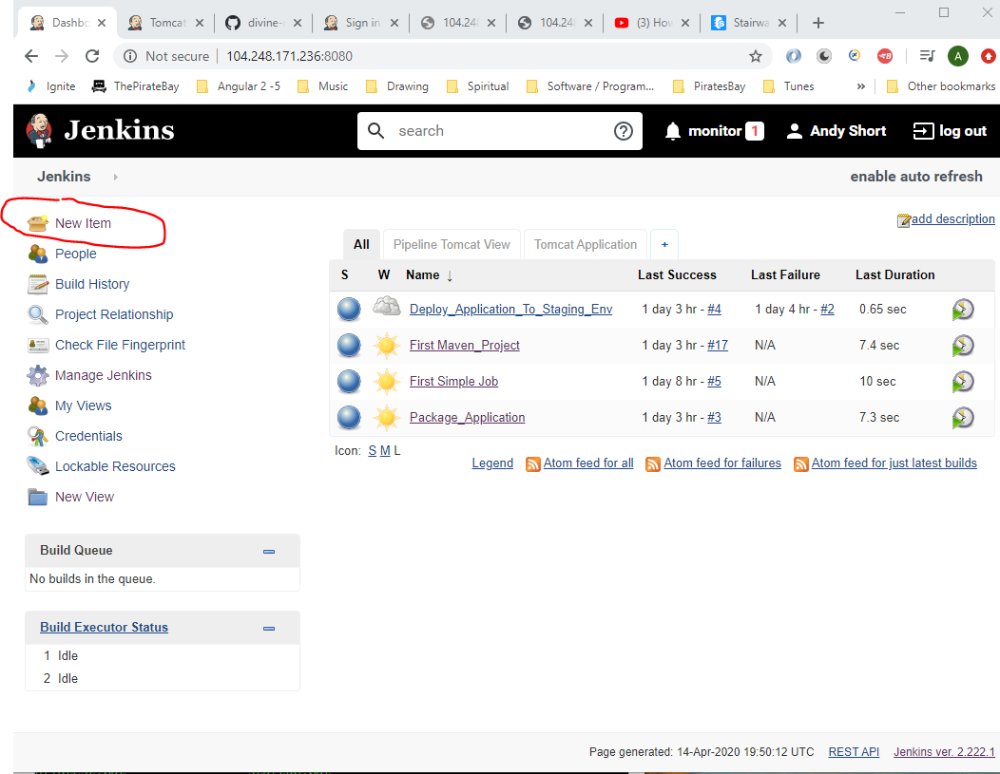 Dashbo
Tomcat
divine-s
Sign in
104.248
104.248
(3) How
Stairwa
Not secure | 104.248.171.236:8080
A
Ignite
ThePirateBay
Angular 2 -5
Music
Drawing
Spiritual
Software / Program...
PiratesBay
Tunes
»
Other bookmarks
Jenkins
search
monitor 1
Andy Short
log out
Jenkins
enable auto refresh
New Item
People
Build History
Project Relationship
Check File Fingerprint
Manage Jenkins
My Views
Credentials
Lockable Resources
New View
Build Queue
No builds in the queue.
Build Executor Status
1 Idle
2 Idle
add description
All Pipeline Tomcat View Tomcat Application +
S W Name ↓ Last Success Last Failure Last Duration
Deploy_Application_To_Staging_Env 1 day 3 hr - #4 1 day 4 hr - #2 0.65 sec
First Maven_Project 1 day 3 hr - #17 N/A 7.4 sec
First Simple Job 1 day 8 hr - #5 N/A 10 sec
Package_Application 1 day 3 hr - #3 N/A 7.3 sec
Icon: S M L
Legend Atom feed for all Atom feed for failures Atom feed for just latest builds
Page generated: 14-Apr-2020 19:50:12 UTC REST API Jenkins ver. 2.222.1